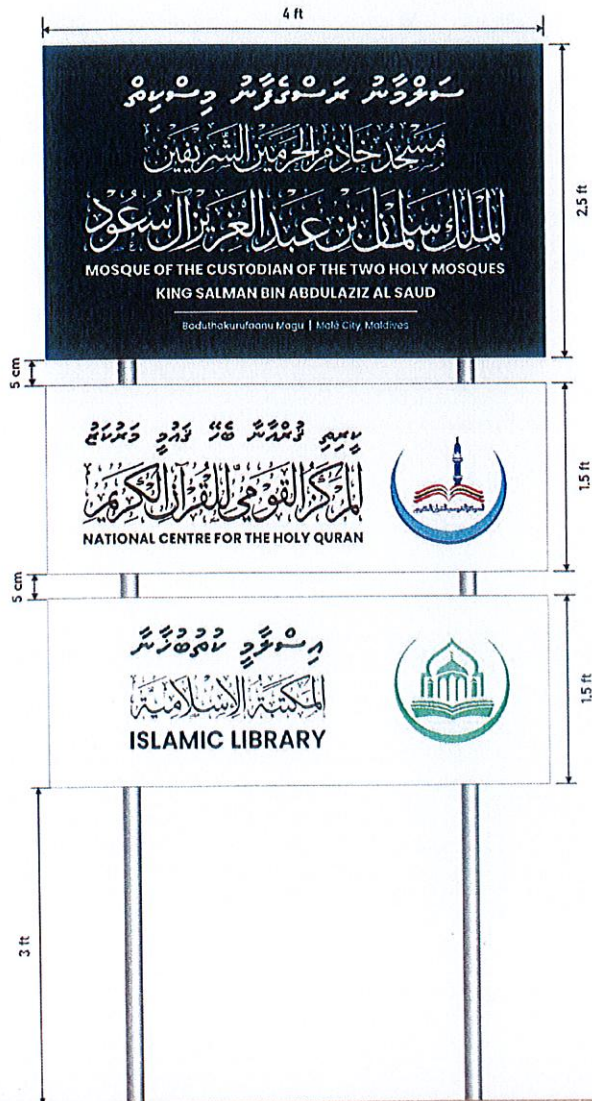 4 ft
ސަލްމާނު ރަސްގެފާނު މިސްކިތް
مسجد خادم الحرمين الشريفين
الملك سلمان بن عبد العزيز آل سعود
MOSQUE OF THE CUSTODIAN OF THE TWO HOLY MOSQUES
KING SALMAN BIN ABDULAZIZ AL SAUD
Boduthakurufaanu Magu | Malé City, Maldives
2.5 ft
5 cm
ކީރިތި ޤުރްއާނާ ބެހޭ ޤައުމީ މަރުކަޒު
المركز القومي للقرآن الكريم
NATIONAL CENTRE FOR THE HOLY QURAN
1.5 ft
5 cm
އިސްލާމީ ކުތުބުޚާނާ
المكتبة الإسلامية
ISLAMIC LIBRARY
1.5 ft
3 ft